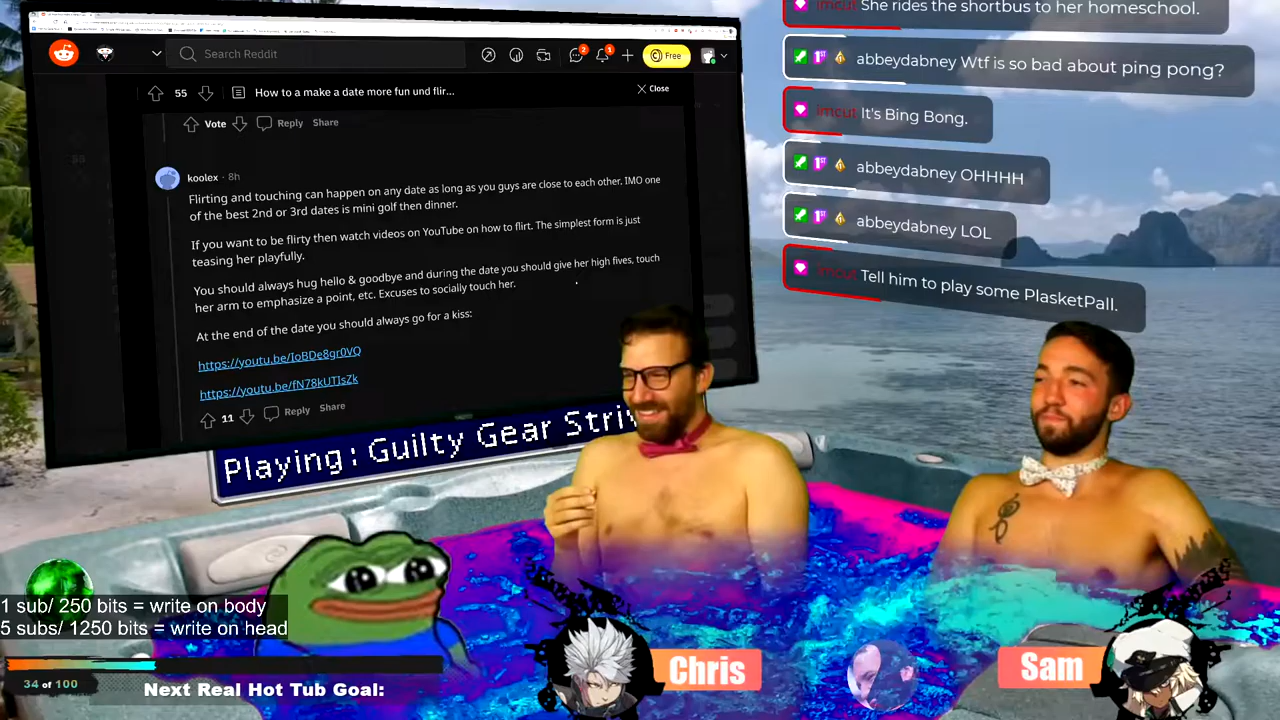 Search Reddit
2
1
Free
55
How to a make a date more fun und flir...
Close
Vote
Reply
Share
koolex · 8h
Flirting and touching can happen on any date as long as you guys are close to each other. IMO one
of the best 2nd or 3rd dates is mini golf then dinner.
If you want to be flirty then watch videos on YouTube on how to flirt. The simplest form is just
teasing her playfully.
You should always hug hello & goodbye and during the date you should give her high fives, touch
her arm to emphasize a point, etc. Excuses to socially touch her.
At the end of the date you should always go for a kiss:
https://youtu.be/IoBDe8gr0VQ
https://youtu.be/fN78kUTIsZk
11
Reply
Share
Playing: Guilty Gear Striv
imcut She rides the shortbus to her homeschool.
abbeydabney Wtf is so bad about ping pong?
imcut It's Bing Bong.
abbeydabney OHHHH
abbeydabney LOL
imcut Tell him to play some PlasketPall.
1 sub/ 250 bits = write on body
5 subs/ 1250 bits = write on head
34 of 100
Next Real Hot Tub Goal:
Chris
Sam